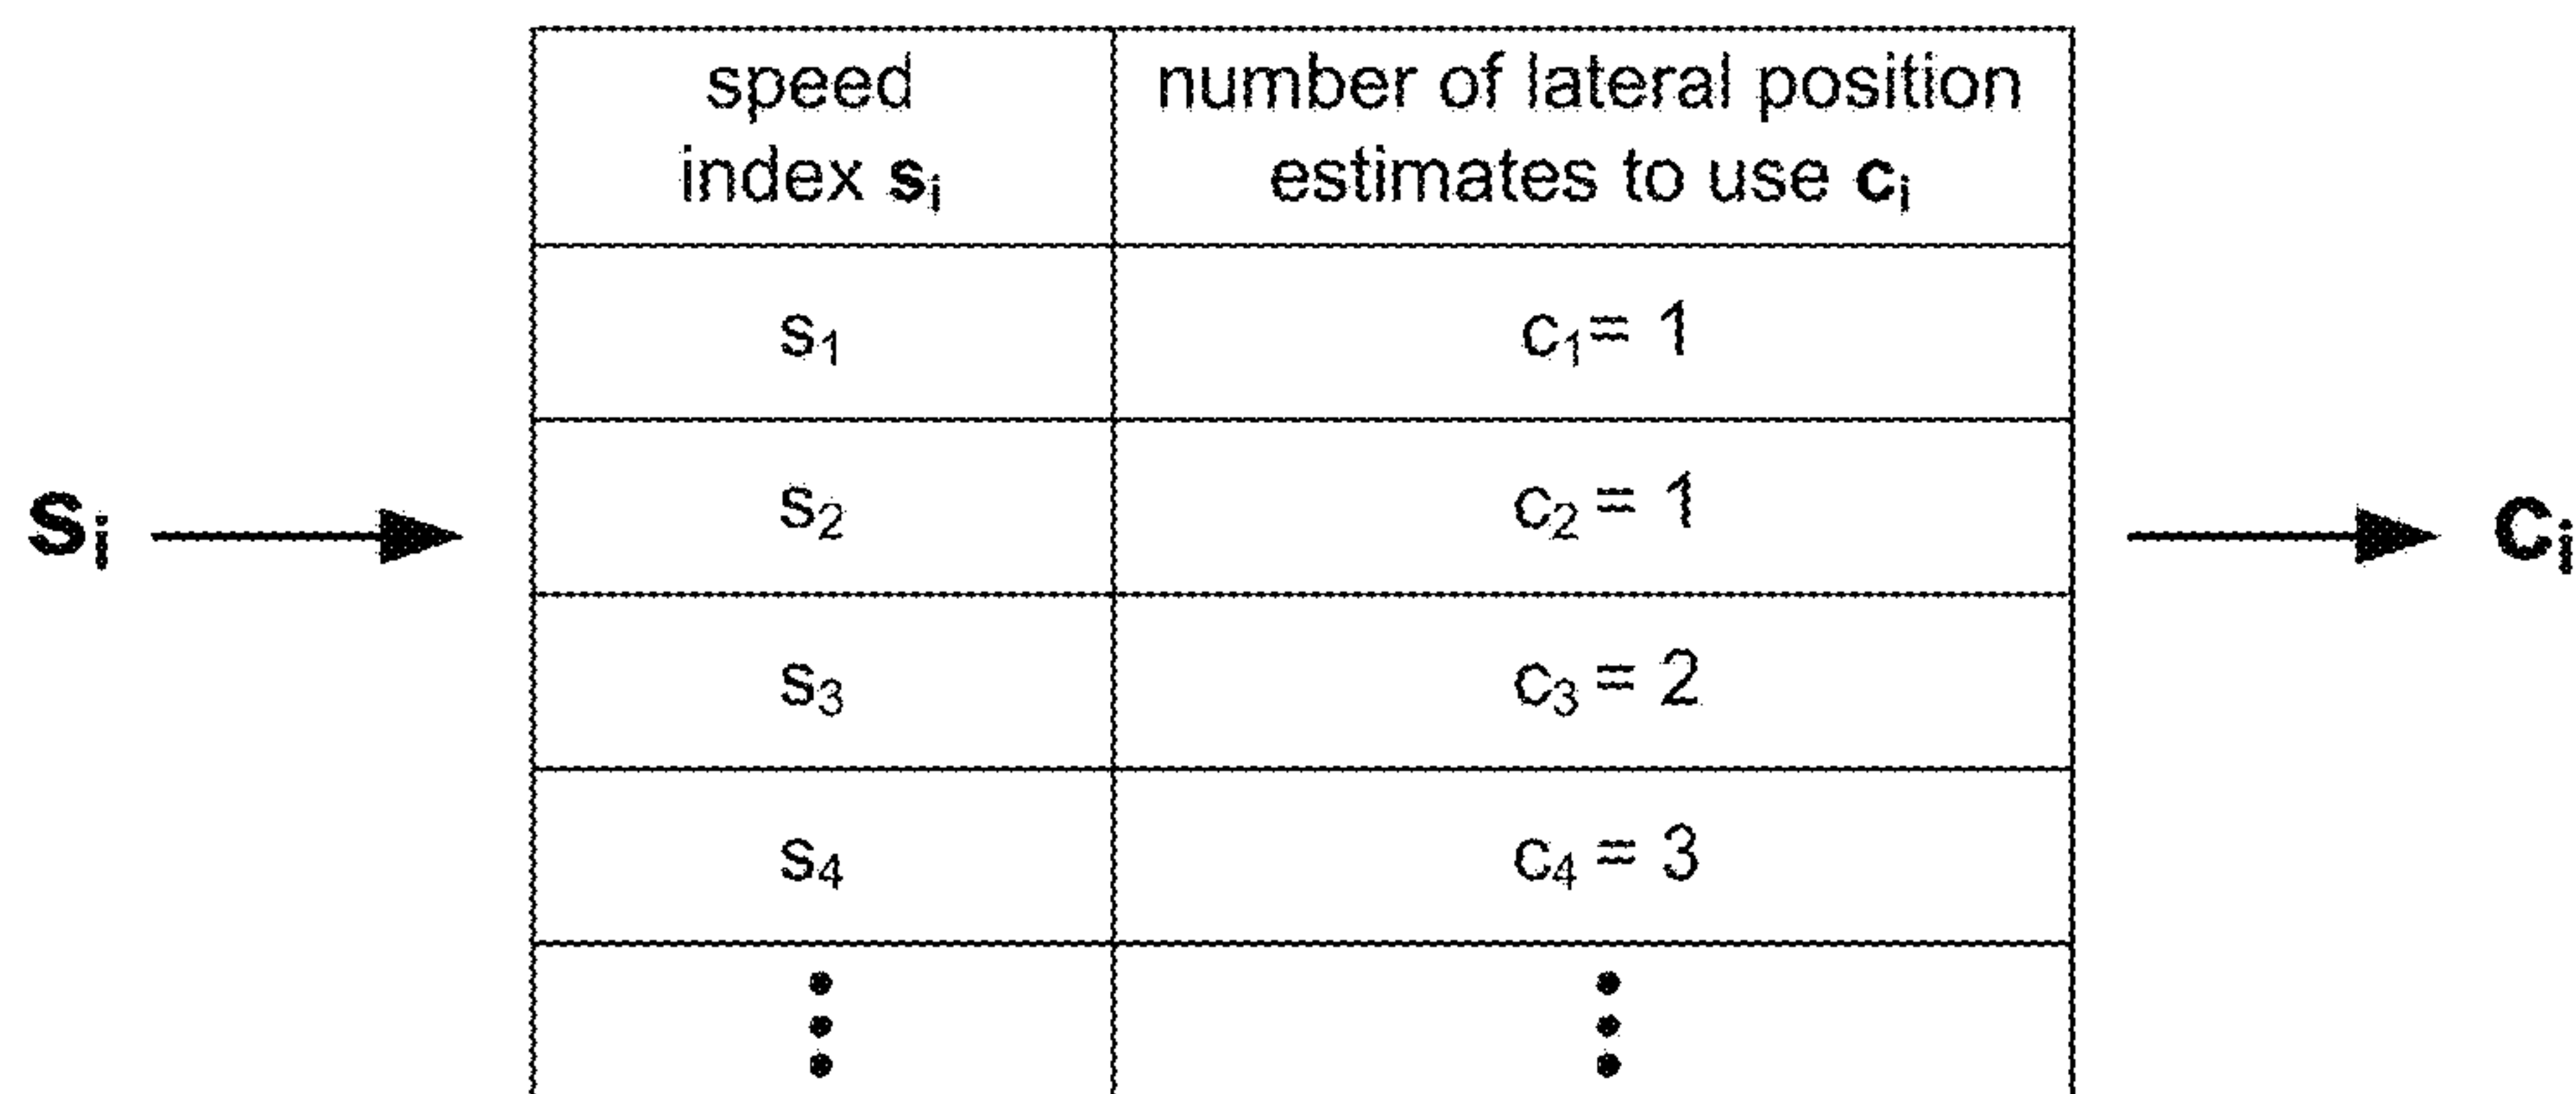 speed
index sᵢ
number of lateral position
estimates to use cᵢ
s₁
c₁= 1
s₂
c₂ = 1
sᵢ
cᵢ
s₃
c₃ = 2
s₄
c₄ = 3